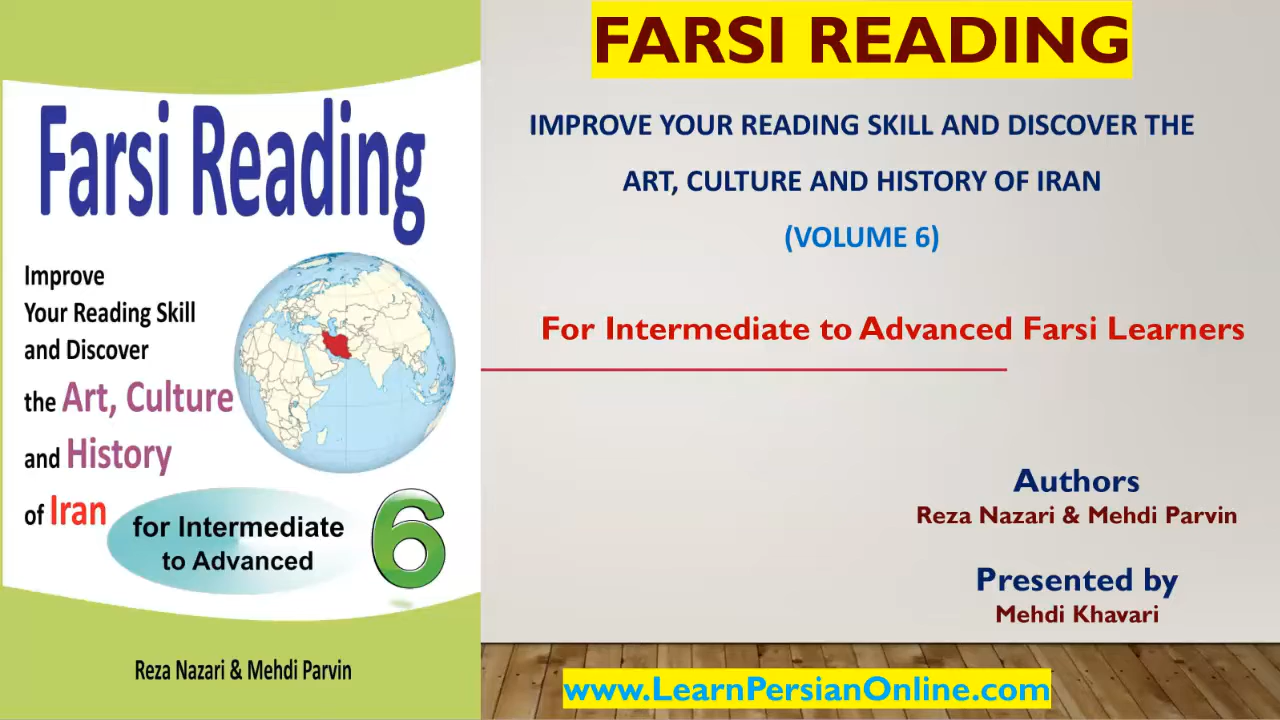 Farsi Reading
Improve
Your Reading Skill
and Discover
the Art, Culture
and History
of Iran
for Intermediate
to Advanced
6
Reza Nazari & Mehdi Parvin
FARSI READING
IMPROVE YOUR READING SKILL AND DISCOVER THE
ART, CULTURE AND HISTORY OF IRAN
(VOLUME 6)
For Intermediate to Advanced Farsi Learners
Authors
Reza Nazari & Mehdi Parvin
Presented by
Mehdi Khavari
www.LearnPersianOnline.com